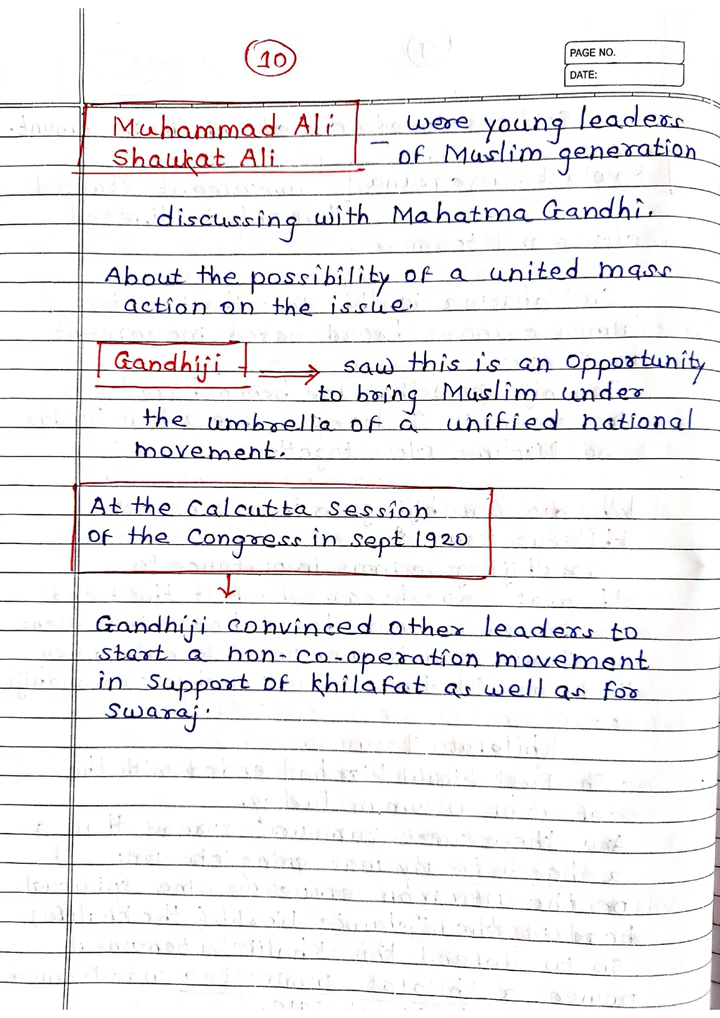 10
PAGE NO.
DATE:
Muhammad Ali
Shaukat Ali
- were young leaders
of Muslim generation
discussing with Mahatma Gandhi.
About the possibility of a united mass
action on the issue.
Gandhiji → saw this is an opportunity
to bring Muslim under
the umbrella of a unified national
movement.
At the Calcutta session
of the Congress in sept 1920
↓
Gandhiji convinced other leaders to
start a non-co-operation movement
in support of khilafat as well as for
swaraj.